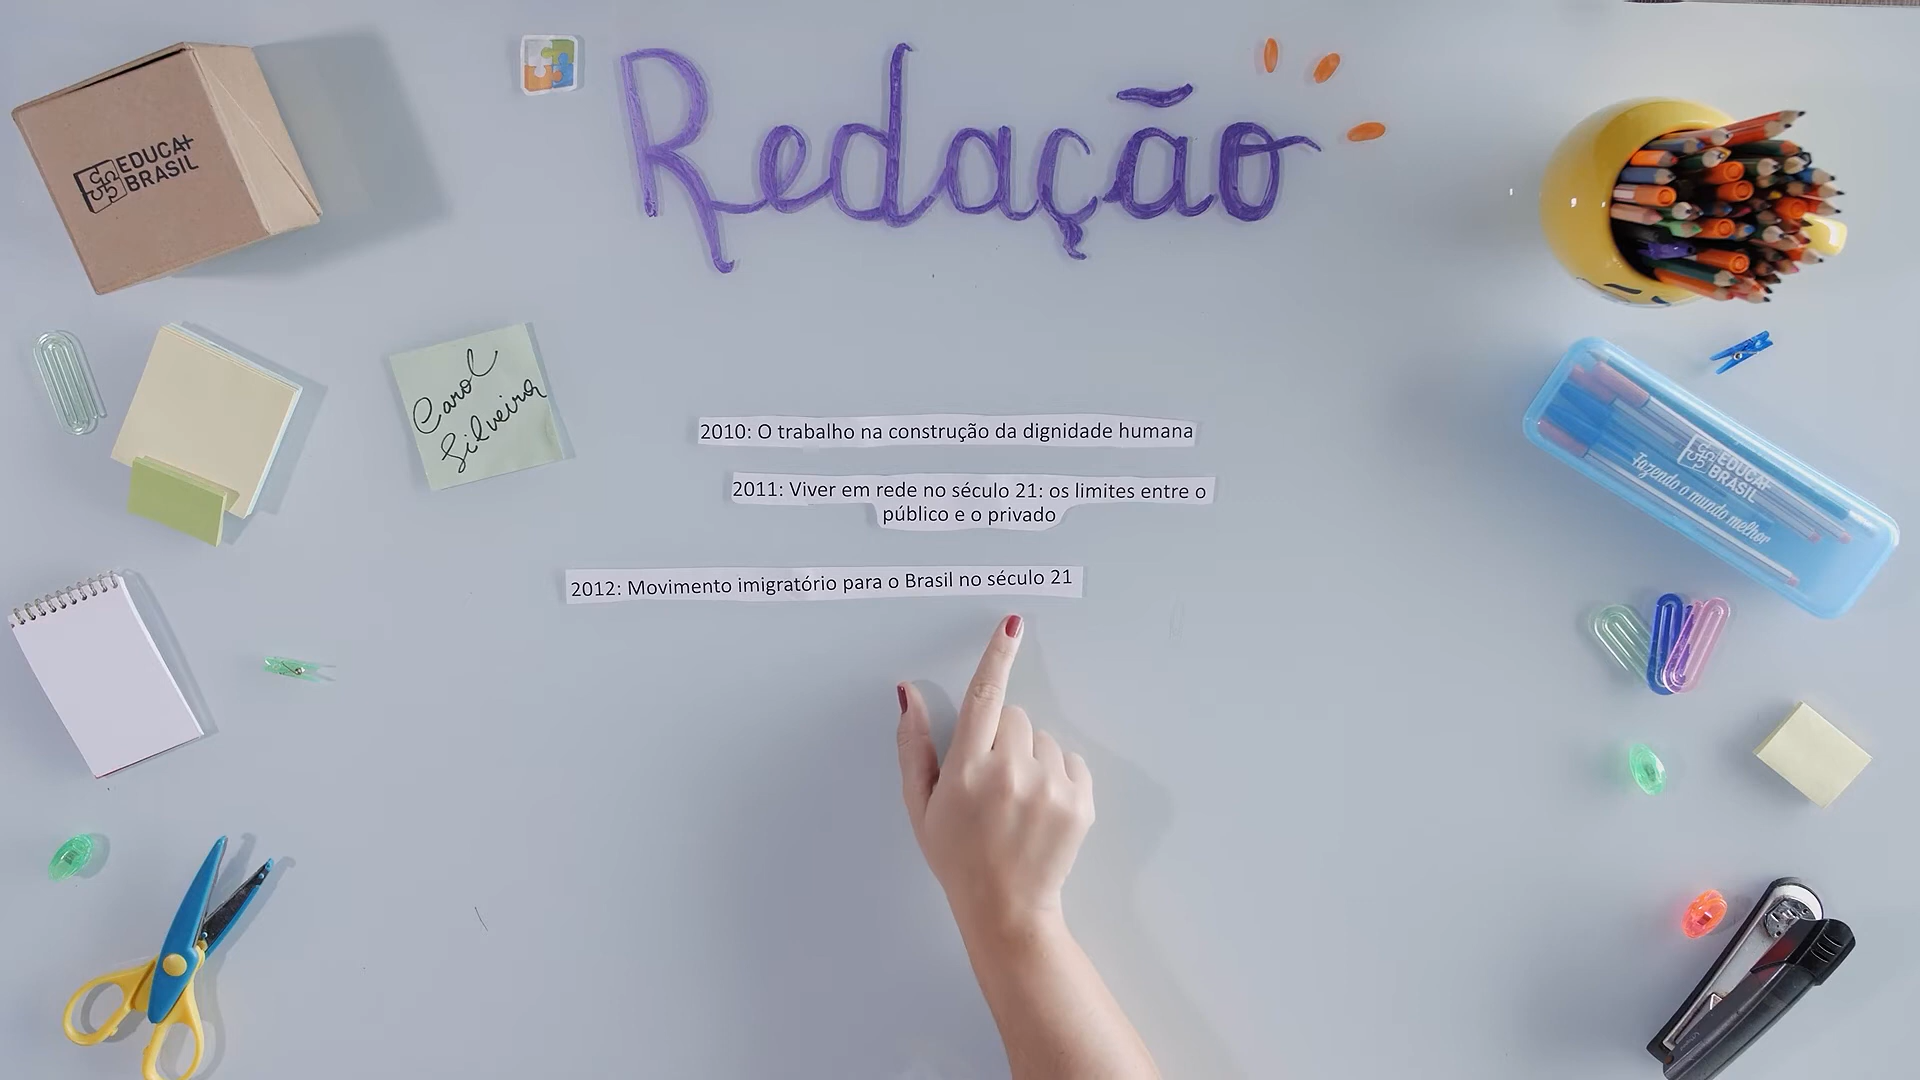 Redação
EDUCA+
BRASIL
Carol
Silveira
2010: O trabalho na construção da dignidade humana
2011: Viver em rede no século 21: os limites entre o
público e o privado
2012: Movimento imigratório para o Brasil no século 21
EDUCA+
BRASIL
Fazendo o mundo melhor